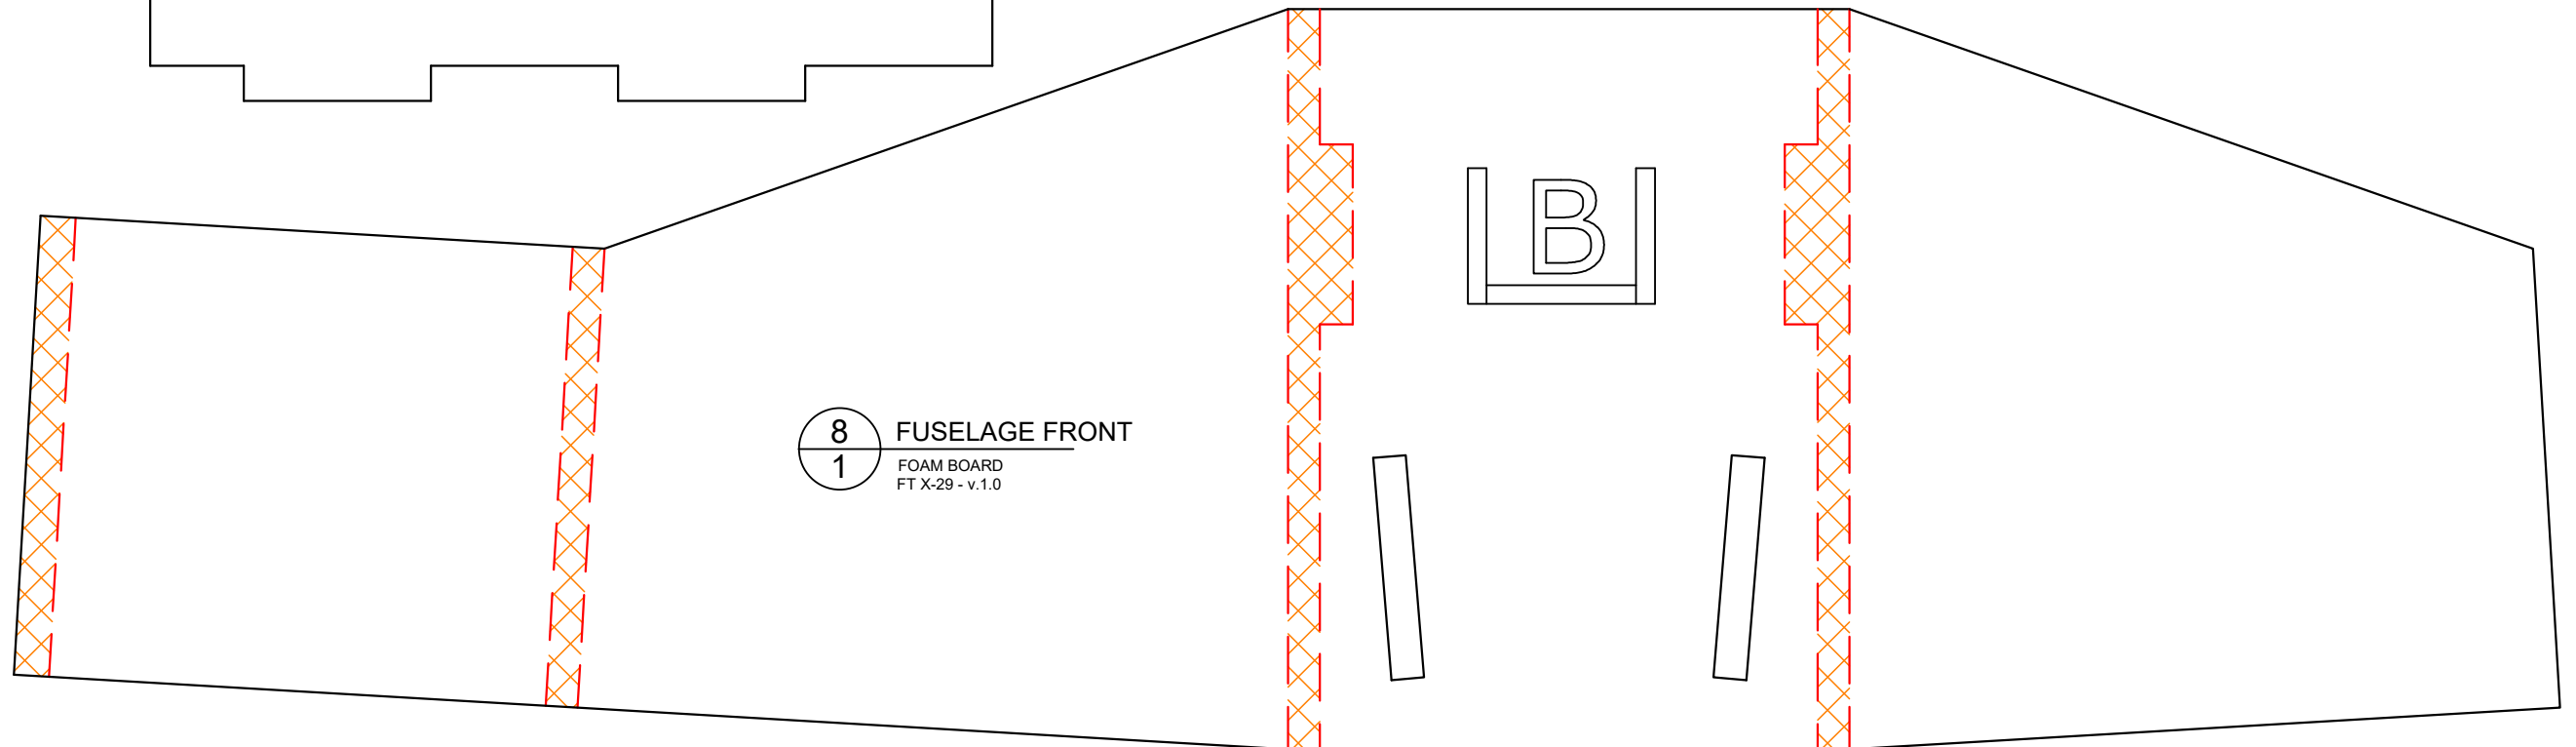 B
8
1
FUSELAGE FRONT
FOAM BOARD
FT X-29 - v.1.0